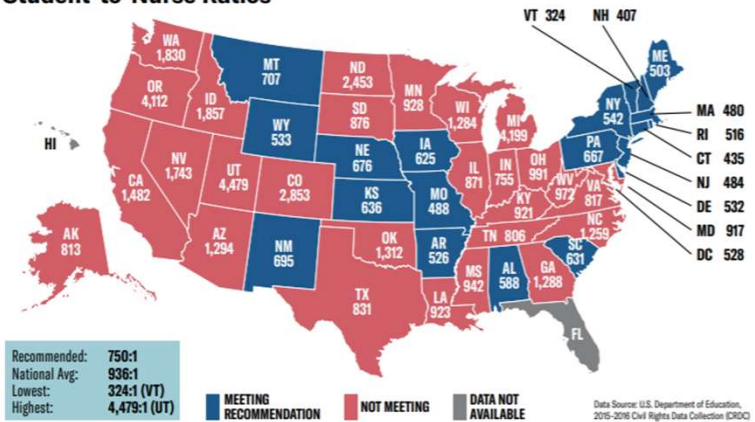 Student-to-Nurse Ratios
VT 324
NH 407
WA
1,830
OR
4,112
ID
1,857
MT
707
ND
2,453
SD
876
MN
928
WI
1,284
MI
4,199
ME
503
NY
542
MA 480
RI 516
CT 435
NJ 484
DE 532
MD 917
DC 528
HI
WY
533
NE
676
IA
625
PA
667
NV
1,743
UT
4,479
CO
2,853
CA
1,482
KS
636
MO
488
IL
871
IN
755
OH
991
WV
972
VA
817
KY
921
NC
1,259
AK
813
AZ
1,294
NM
695
OK
1,312
AR
526
TN 806
SC
631
TX
831
LA
923
MS
942
AL
588
GA
1,288
FL
Recommended: 750:1
National Avg: 936:1
Lowest: 324:1 (VT)
Highest: 4,479:1 (UT)
MEETING
RECOMMENDATION
NOT MEETING
DATA NOT
AVAILABLE
Data Source: U.S. Department of Education,
2015-2016 Civil Rights Data Collection (CRDC)